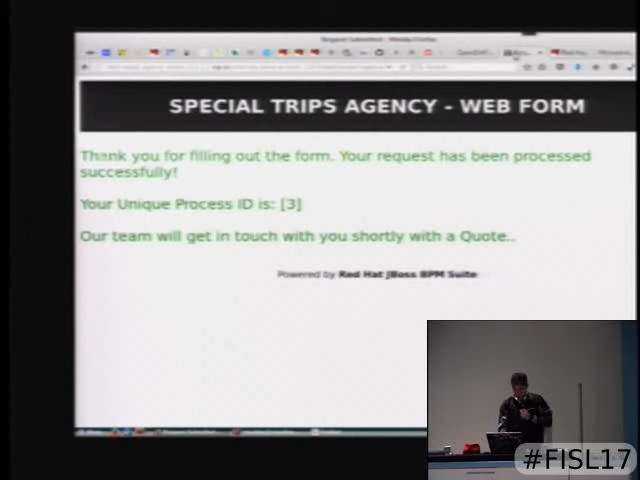 SPECIAL TRIPS AGENCY - WEB FORM
Thank you for filling out the form. Your request has been processed
successfully!
Your Unique Process ID is: [3]
Our team will get in touch with you shortly with a Quote..
Powered by Red Hat JBoss BPM Suite
#FISL17